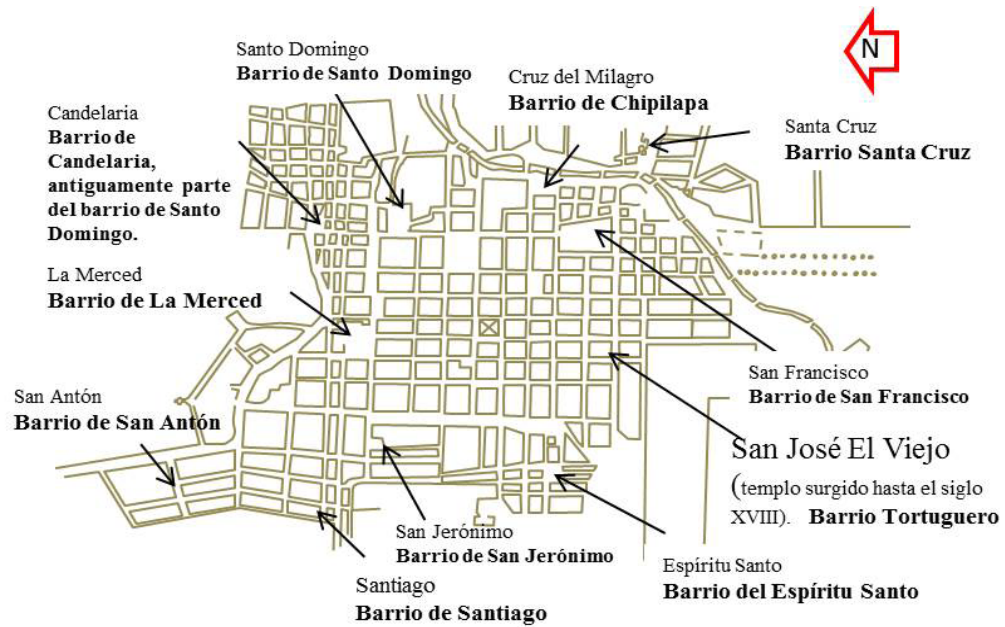 N
Santo Domingo
Barrio de Santo Domingo
Cruz del Milagro
Barrio de Chipilapa
Candelaria
Barrio de
Candelaria,
antiguamente parte
del barrio de Santo
Domingo.
Santa Cruz
Barrio Santa Cruz
La Merced
Barrio de La Merced
San Antón
Barrio de San Antón
San Francisco
Barrio de San Francisco
San José El Viejo
(templo surgido hasta el siglo
XVIII). Barrio Tortuguero
San Jerónimo
Barrio de San Jerónimo
Espíritu Santo
Barrio del Espíritu Santo
Santiago
Barrio de Santiago